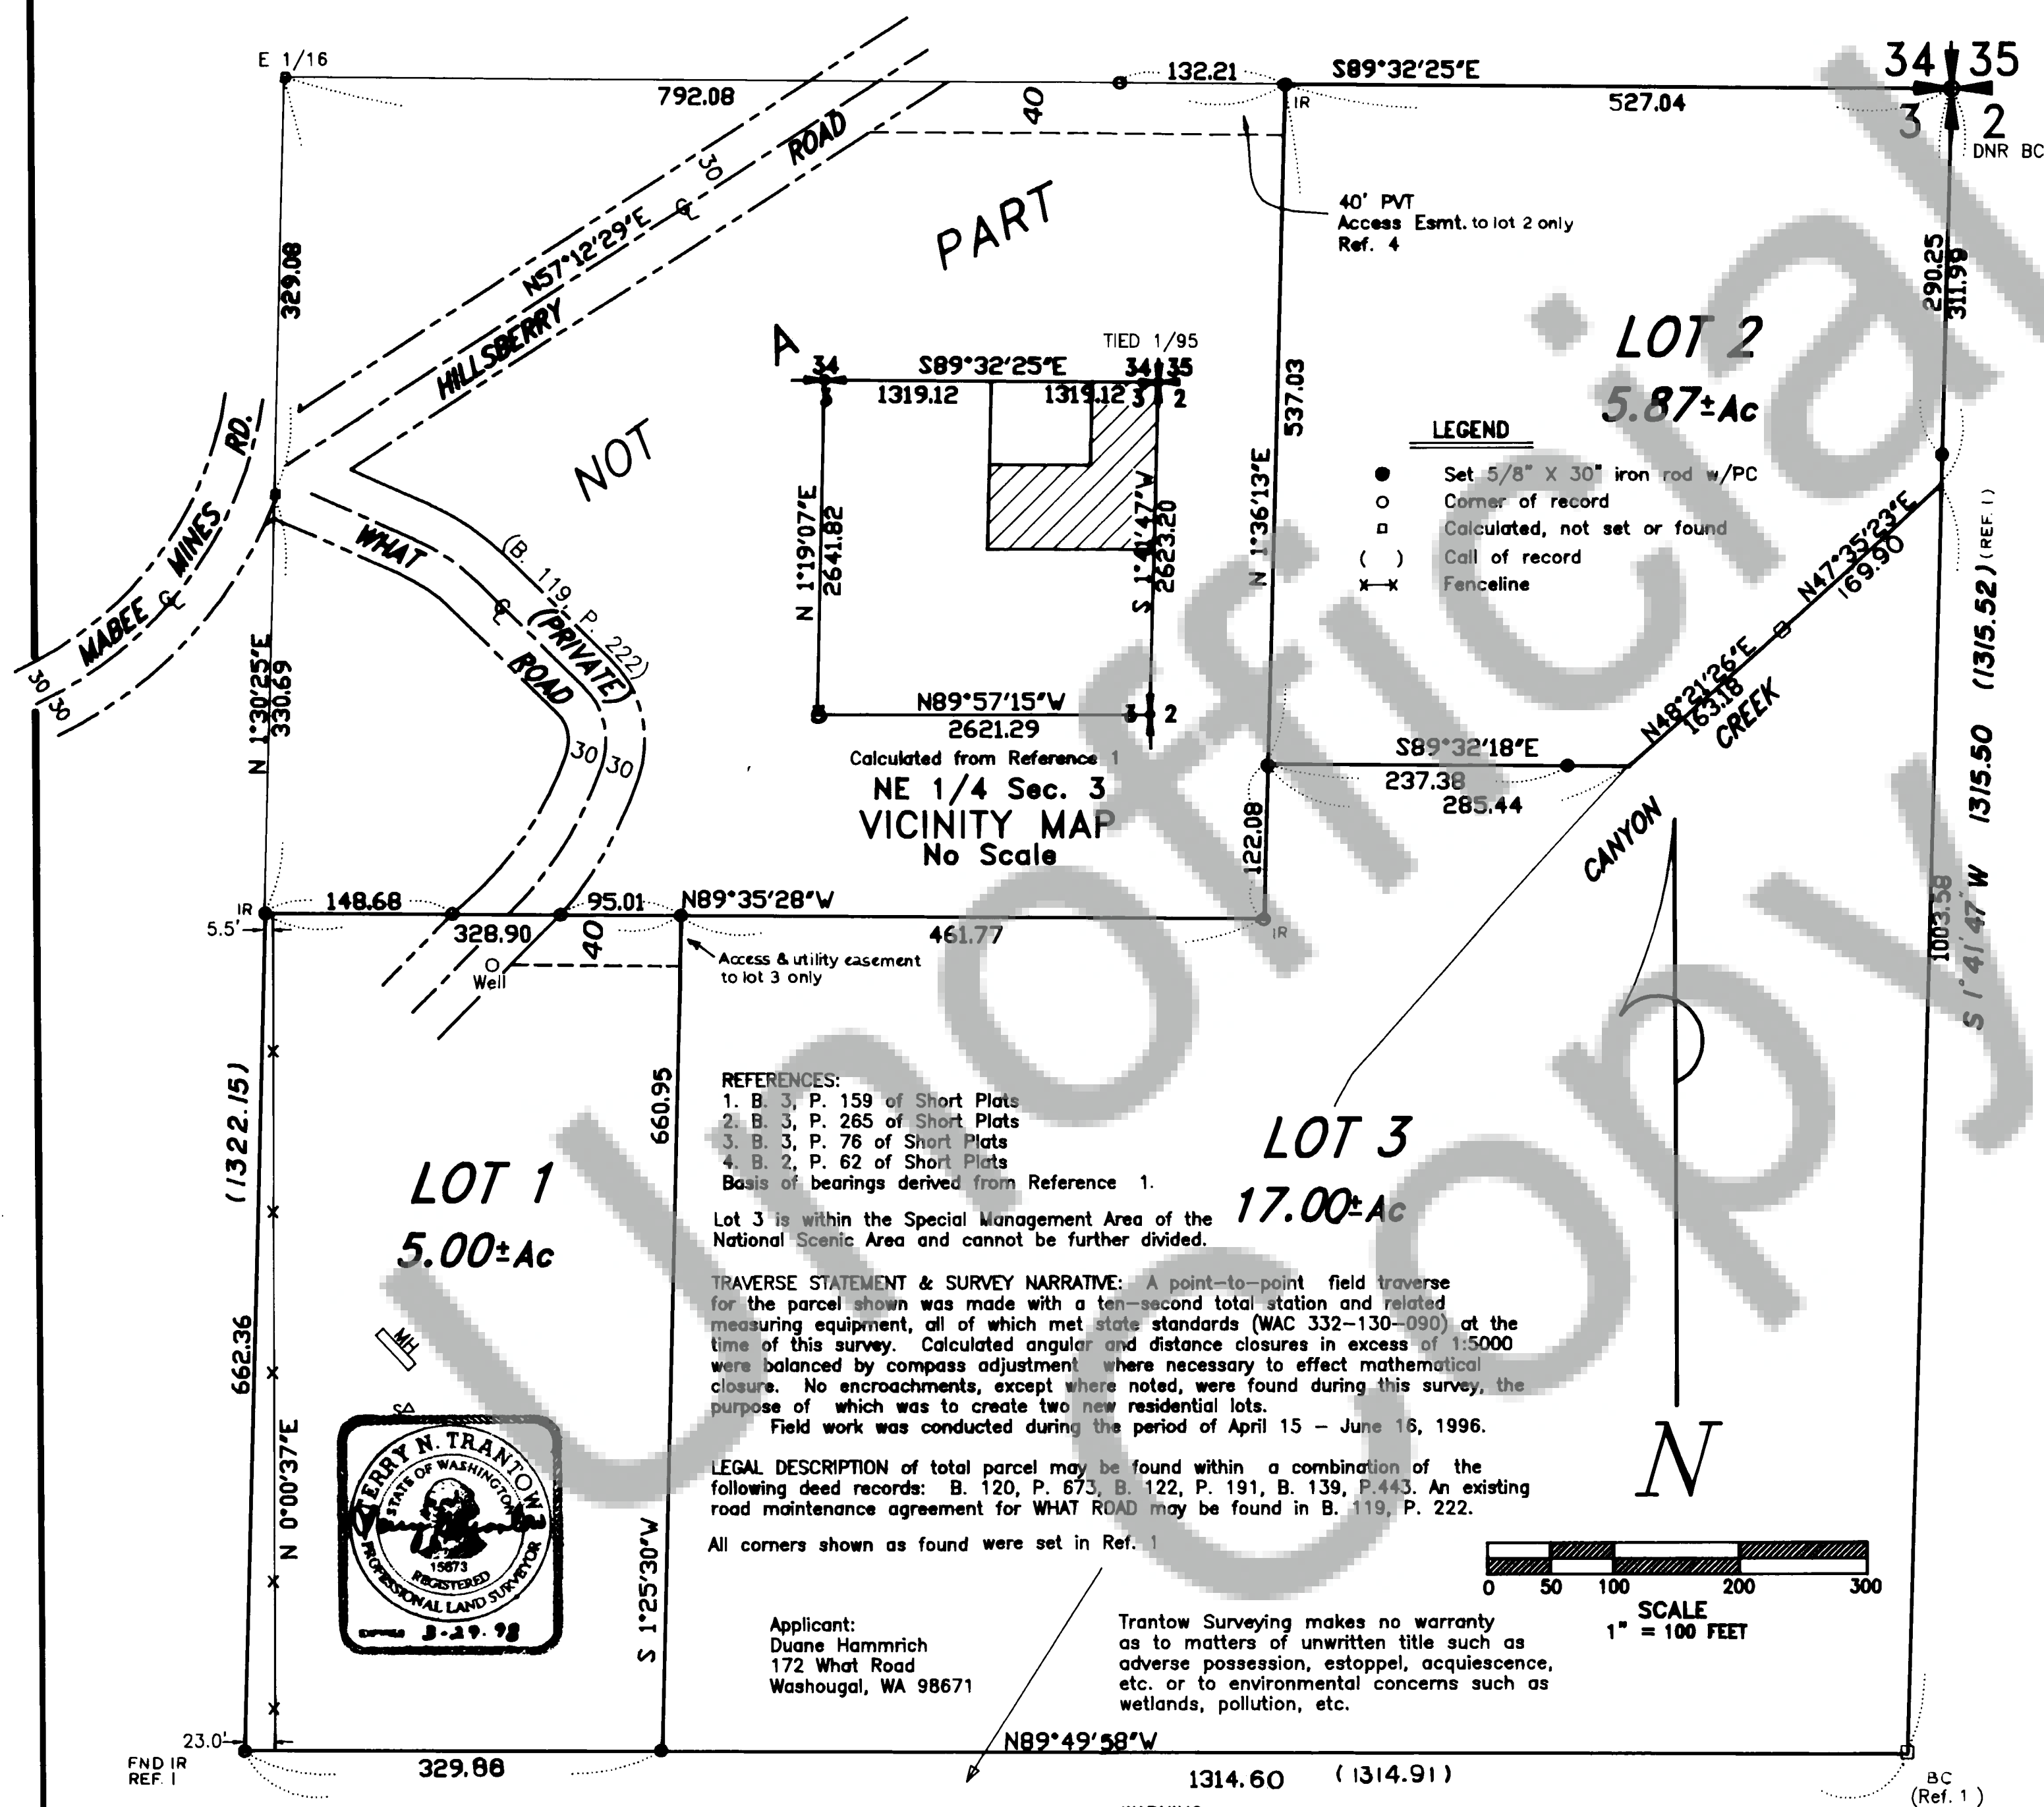 E 1/16
132.21
S89°32'25"E
34 35
3 2
DNR BC
792.08
40
527.04
IR
ROAD
30
40' PVT
Access Esmt. to lot 2 only
Ref. 4
PART
N57°12'29"E
HILLSBERRY
329.08
290.25
311.99
LOT 2
5.87±Ac
A
TIED 1/95
34
S89°32'25"E
34 35
3
1319.12
1319.12
3 2
N 1°19'07"E
2641.82
S 1°41'47"W
2623.20
N89°57'15"W
3
3 2
2621.29
Calculated from Reference 1
NE 1/4 Sec. 3
VICINITY MAP
No Scale
537.03
N 1°36'13"E
LEGEND
Set 5/8" X 30" iron rod w/PC
Corner of record
Calculated, not set or found
( ) Call of record
x—x Fenceline
NOT
MABEE MINES RD.
30 30
WHAT
ROAD
(PRIVATE)
(B. 119, P. 222)
30 30
N 1°30'25"E
330.69
N47°35'23"E
169.90
N48°21'26"E
163.18
CANYON CREEK
S89°32'18"E
237.38
285.44
122.08
S 1°41'47"W 1315.50 (1315.52) (REF. 1)
1003.58
IR
148.68
95.01
N89°35'28"W
5.5'
328.90
40
461.77
IR
Well
Access & utility easement
to lot 3 only
(1322.15)
660.95
REFERENCES:
1. B. 3, P. 159 of Short Plats
2. B. 3, P. 265 of Short Plats
3. B. 3, P. 76 of Short Plats
4. B. 2, P. 62 of Short Plats
Basis of bearings derived from Reference 1.
LOT 1
5.00±Ac
LOT 3
17.00±Ac
Lot 3 is within the Special Management Area of the
National Scenic Area and cannot be further divided.
TRAVERSE STATEMENT & SURVEY NARRATIVE: A point-to-point field traverse
for the parcel shown was made with a ten-second total station and related
measuring equipment, all of which met state standards (WAC 332-130-090) at the
time of this survey. Calculated angular and distance closures in excess of 1:5000
were balanced by compass adjustment where necessary to effect mathematical
closure. No encroachments, except where noted, were found during this survey, the
purpose of which was to create two new residential lots.
Field work was conducted during the period of April 15 - June 16, 1996.
LEGAL DESCRIPTION of total parcel may be found within a combination of the
following deed records: B. 120, P. 673, B. 122, P. 191, B. 139, P.443. An existing
road maintenance agreement for WHAT ROAD may be found in B. 119, P. 222.
All corners shown as found were set in Ref. 1
662.36
N 0°00'37"E
MH
TERRY N. TRANTOW
STATE OF WASHINGTON
15673
REGISTERED
PROFESSIONAL LAND SURVEYOR
EXPIRES 3-29-98
S 1°25'30"W
Applicant:
Duane Hammrich
172 What Road
Washougal, WA 98671
Trantow Surveying makes no warranty
as to matters of unwritten title such as
adverse possession, estoppel, acquiescence,
etc. or to environmental concerns such as
wetlands, pollution, etc.
N
0 50 100 200 300
SCALE
1" = 100 FEET
23.0'
N89°49'58"W
FND IR
REF. 1
329.88
1314.60 (1314.91)
BC
(Ref. 1 )
Unofficial
Copy